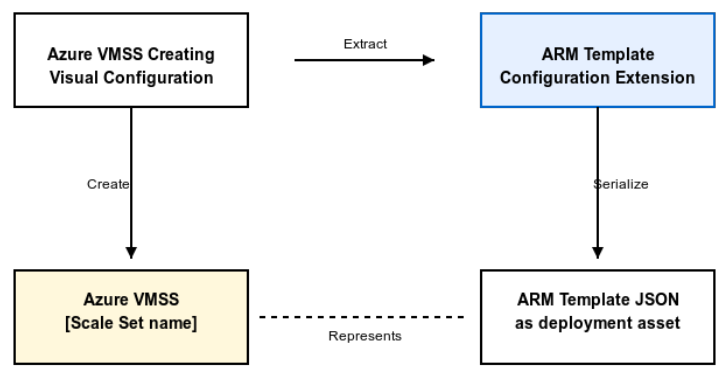 Azure VMSS Creating
Visual Configuration
Extract
ARM Template
Configuration Extension
Create
Serialize
Azure VMSS
[Scale Set name]
Represents
ARM Template JSON
as deployment asset